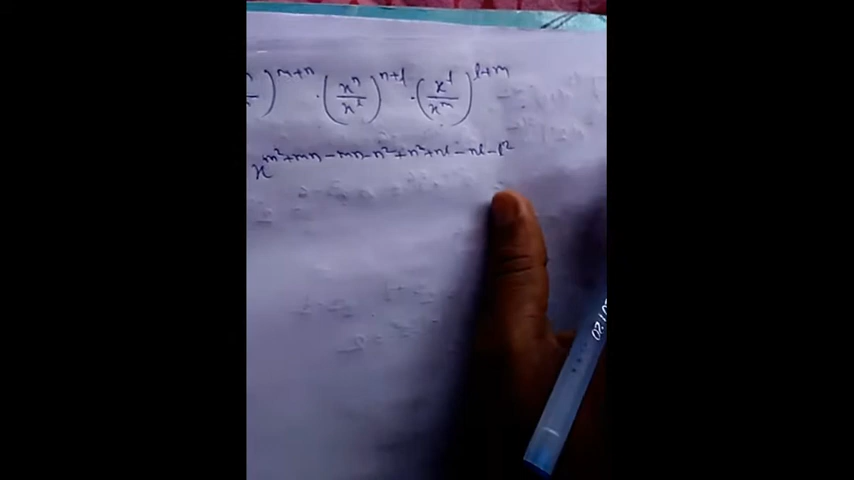 )^{m+n} · (x^n/x^l)^{n+l} · (x^l/x^m)^{l+m}
x^{m²+mn-mn-n²+n²+nl-nl-l²}